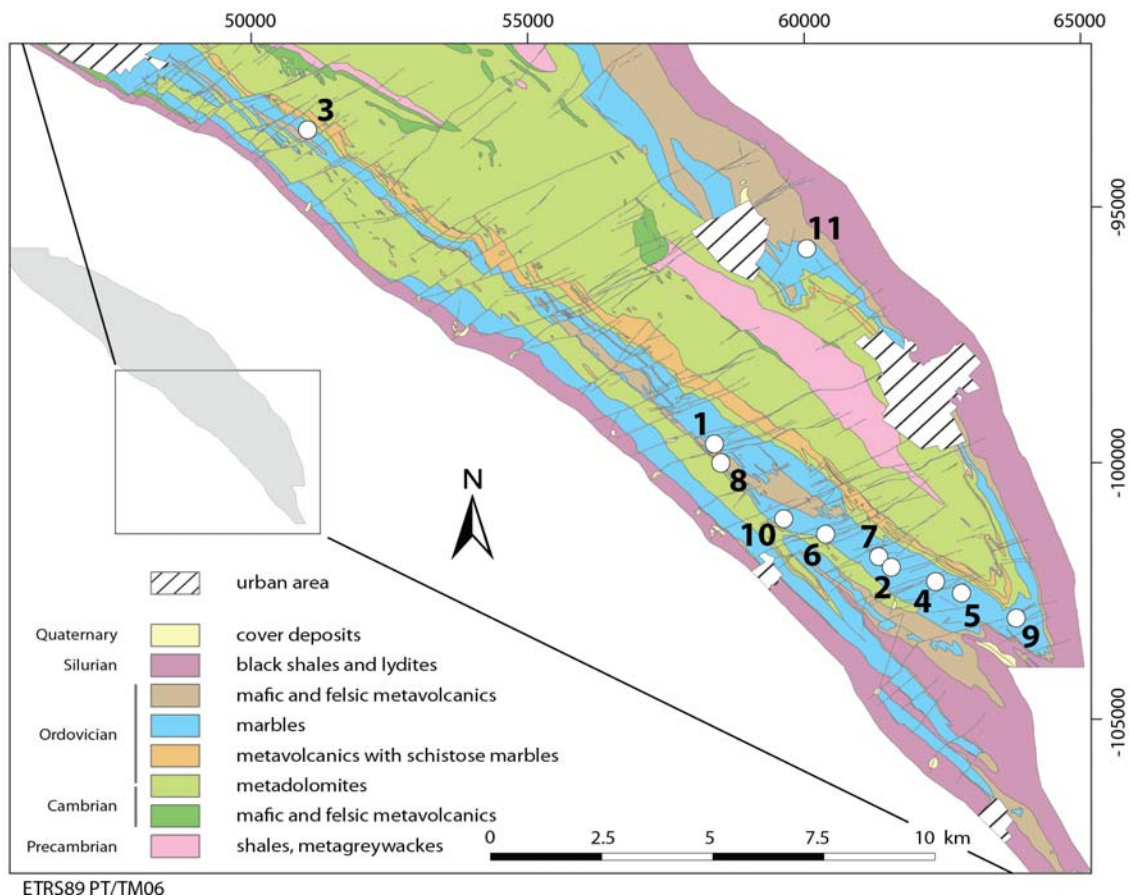 50000 55000 60000 65000
3
11
-95000
1
8
-100000
N
10
6
7
2
4
5
9
urban area
Quaternary cover deposits
Silurian black shales and lydites
mafic and felsic metavolcanics
Ordovician marbles
metavolcanics with schistose marbles
metadolomites
Cambrian mafic and felsic metavolcanics
Precambrian shales, metagreywackes
-105000
0 2.5 5 7.5 10 km
ETRS89 PT/TM06